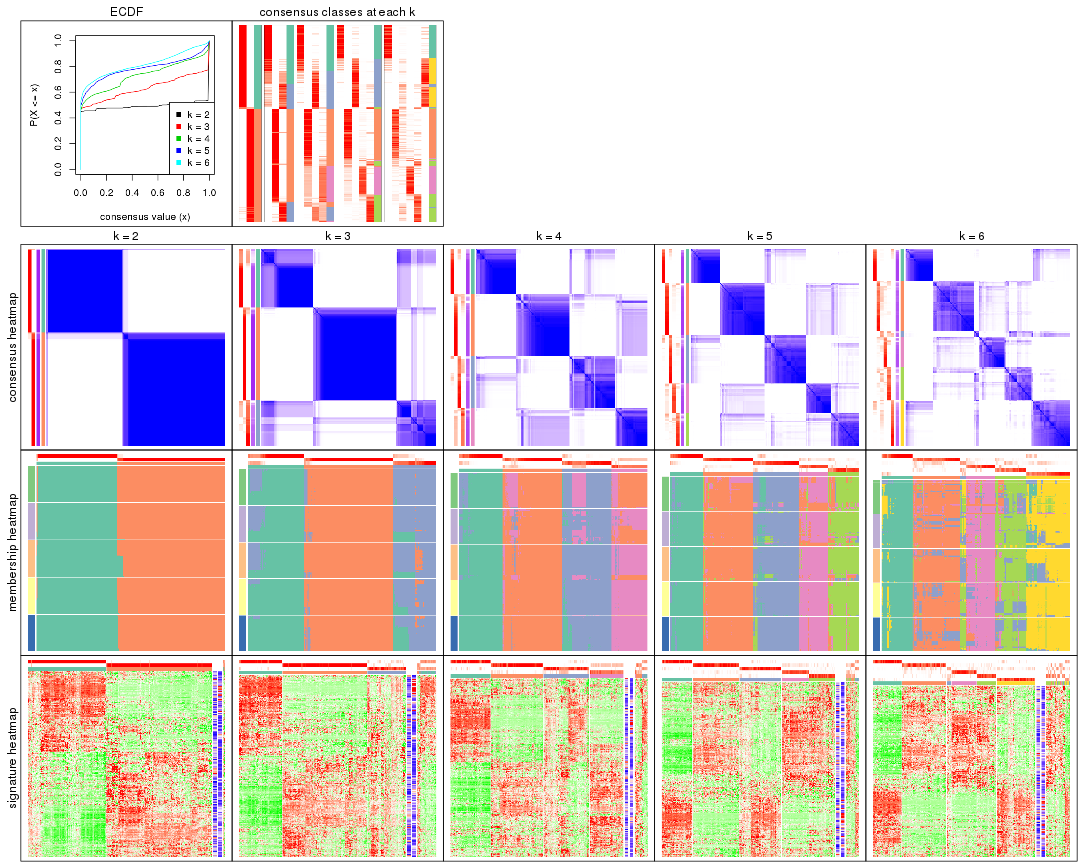 ECDF
consensus classes at each k
P(X <= x)
0.0 0.2 0.4 0.6 0.8 1.0
k = 2
k = 3
k = 4
k = 5
k = 6
0.0 0.2 0.4 0.6 0.8 1.0
consensus value (x)
k = 2
k = 3
k = 4
k = 5
k = 6
consensus heatmap
membership heatmap
signature heatmap